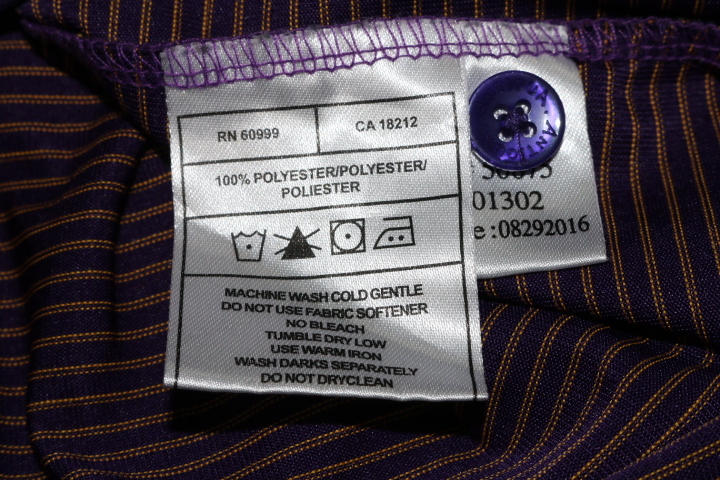 RN 60999
CA 18212
100% POLYESTER/POLYESTER/
POLIESTER
MACHINE WASH COLD GENTLE
DO NOT USE FABRIC SOFTENER
NO BLEACH
TUMBLE DRY LOW
USE WARM IRON
WASH DARKS SEPARATELY
DO NOT DRYCLEAN
01302
:08292016